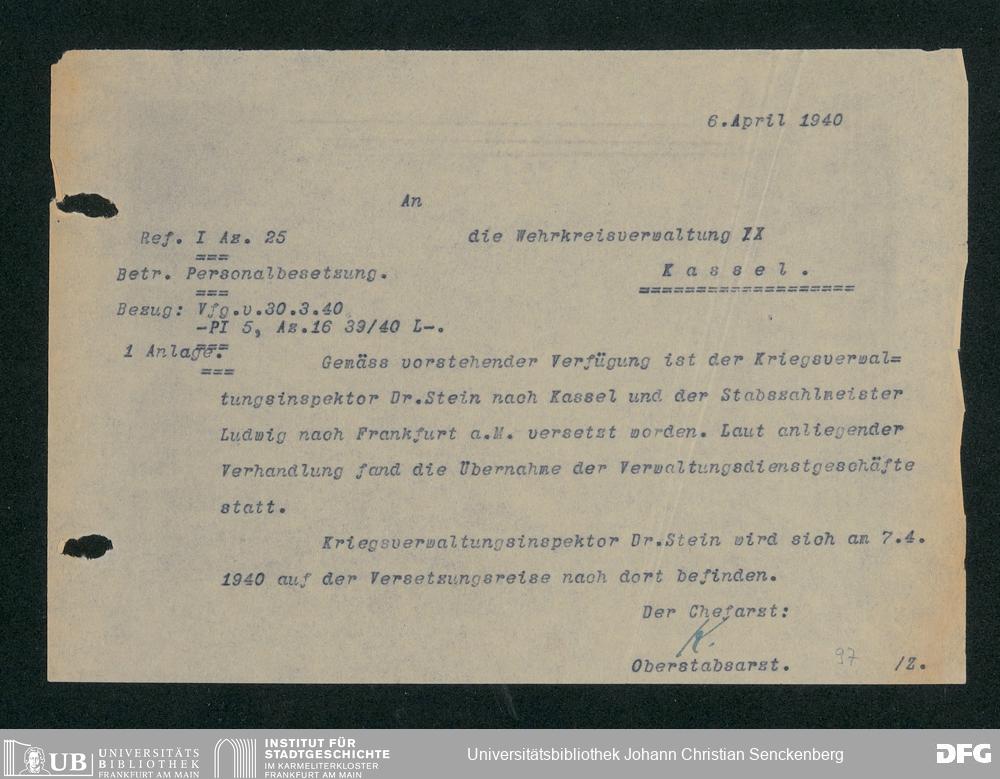 6.April 1940
An
Ref. I Az. 25
die Wehrkreisverwaltung IX
Betr. Personalbesetzung.
Kassel.
Bezug: Vfg.v.30.3.40
-PI 5, Az.16 39/40 L-.
1 Anlage.
Gemäss vorstehender Verfügung ist der Kriegsverwal=
tungsinspektor Dr.Stein nach Kassel und der Stabszahlmeister
Ludwig nach Frankfurt a.M. versetzt worden. Laut anliegender
Verhandlung fand die Übernahme der Verwaltungsdienstgeschäfte
statt.
Kriegsverwaltungsinspektor Dr.Stein wird sich am 7.4.
1940 auf der Versetzungsreise nach dort befinden.
Der Chefarzt:
K.
Oberstabsarzt.
97
/Z.
UB UNIVERSITÄTS
BIBLIOTHEK
FRANKFURT AM MAIN
INSTITUT FÜR
STADTGESCHICHTE
IM KARMELITERKLOSTER
FRANKFURT AM MAIN
Universitätsbibliothek Johann Christian Senckenberg
DFG